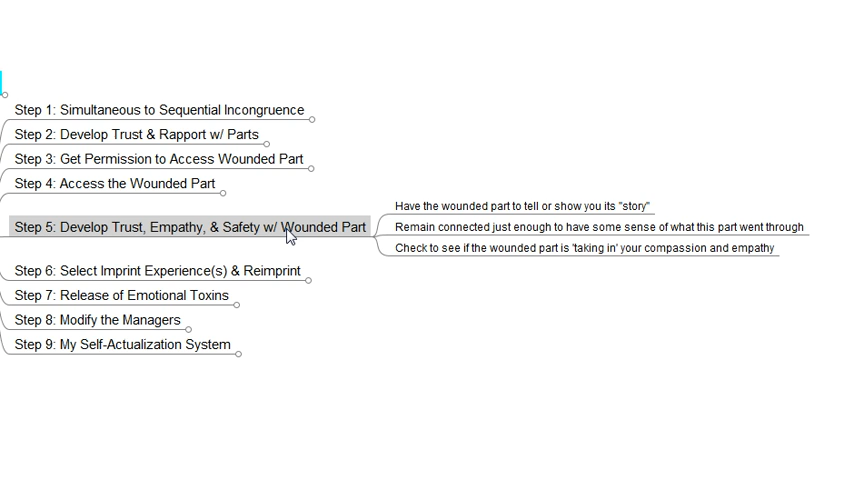 Step 1: Simultaneous to Sequential Incongruence
Step 2: Develop Trust & Rapport w/ Parts
Step 3: Get Permission to Access Wounded Part
Step 4: Access the Wounded Part
Step 5: Develop Trust, Empathy, & Safety w/ Wounded Part
Have the wounded part to tell or show you its "story"
Remain connected just enough to have some sense of what this part went through
Check to see if the wounded part is 'taking in' your compassion and empathy
Step 6: Select Imprint Experience(s) & Reimprint
Step 7: Release of Emotional Toxins
Step 8: Modify the Managers
Step 9: My Self-Actualization System